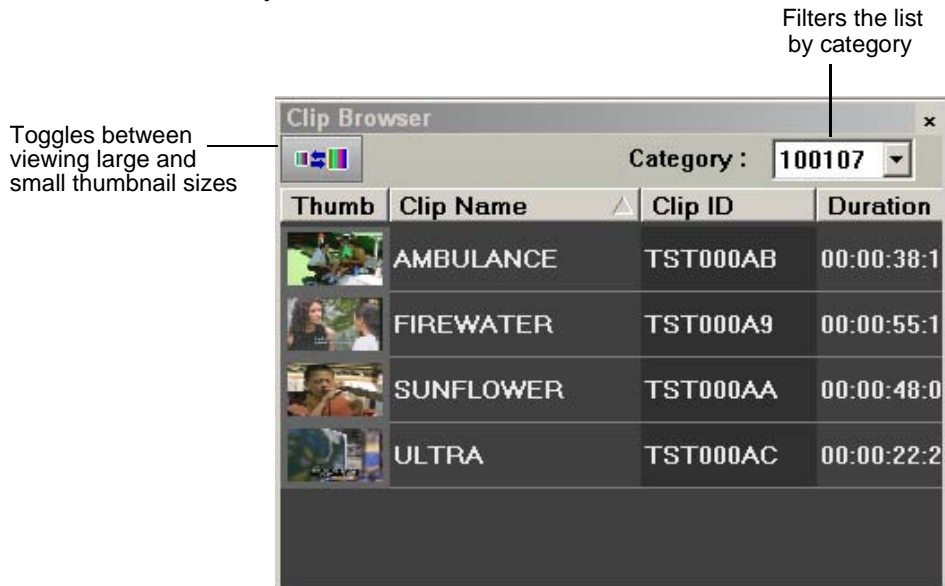 Filters the list
by category
Toggles between
viewing large and
small thumbnail sizes
Clip Browser
Category : 100107
Thumb Clip Name Clip ID Duration
AMBULANCE TST000AB 00:00:38:1
FIREWATER TST000A9 00:00:55:1
SUNFLOWER TST000AA 00:00:48:0
ULTRA TST000AC 00:00:22:2